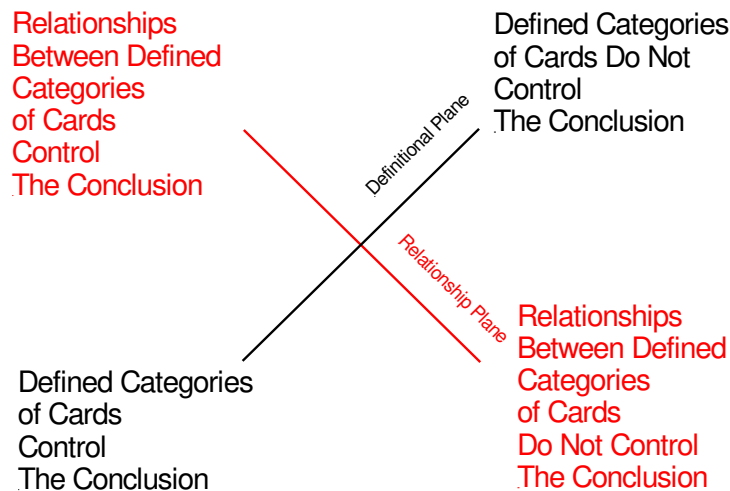 Relationships
Between Defined
Categories
of Cards
Control
The Conclusion
Defined Categories
of Cards Do Not
Control
The Conclusion
Definitional Plane
Relationship Plane
Defined Categories
of Cards
Control
The Conclusion
Relationships
Between Defined
Categories
of Cards
Do Not Control
The Conclusion